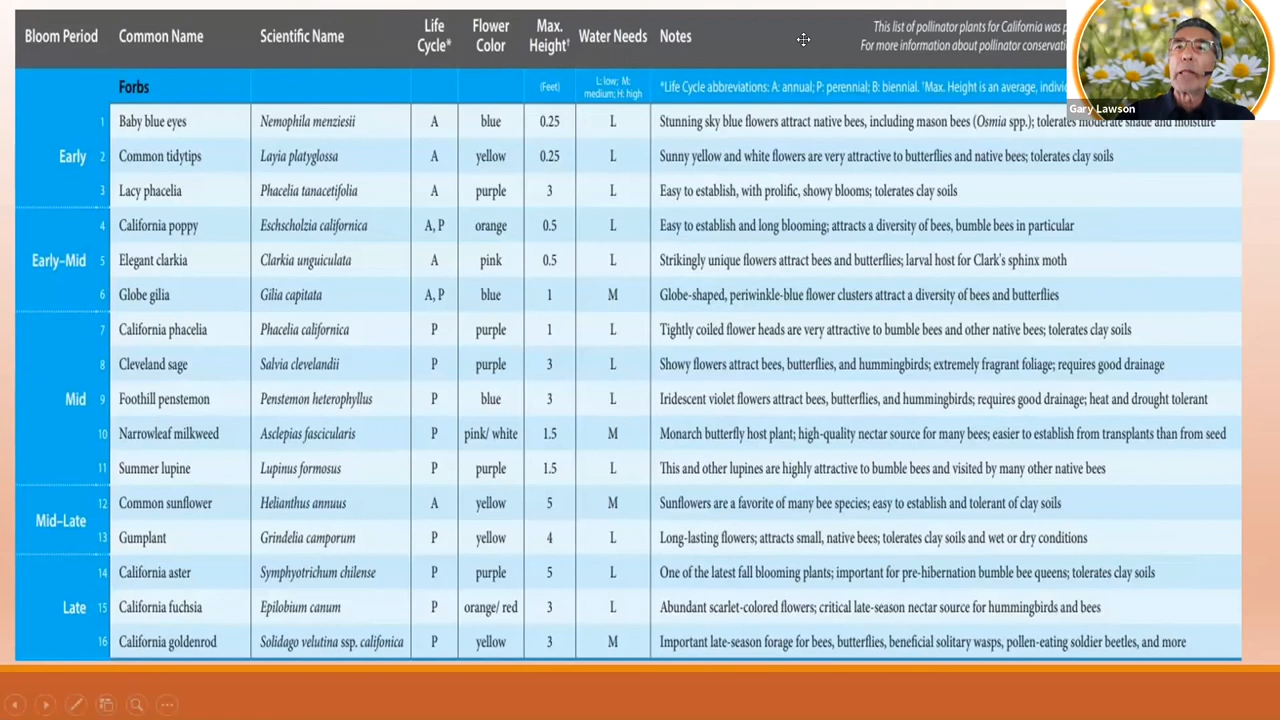 Bloom Period Common Name Scientific Name Life Cycle* Flower Color Max. Height† Water Needs Notes
This list of pollinator plants for California was
For more information about pollinator
Forbs (Feet) L: low; M: medium; H: high *Life Cycle abbreviations: A: annual; P: perennial; B: biennial. †Max. Height is an average,
Gary Lawson
Early
1 Baby blue eyes Nemophila menziesii A blue 0.25 L Stunning sky blue flowers attract native bees, including mason bees (Osmia spp.); tolerates moderate shade and moisture
2 Common tidytips Layia platyglossa A yellow 0.25 L Sunny yellow and white flowers are very attractive to butterflies and native bees; tolerates clay soils
3 Lacy phacelia Phacelia tanacetifolia A purple 3 L Easy to establish, with prolific, showy blooms; tolerates clay soils
Early–Mid
4 California poppy Eschscholzia californica A, P orange 0.5 L Easy to establish and long blooming; attracts a diversity of bees, bumble bees in particular
5 Elegant clarkia Clarkia unguiculata A pink 0.5 L Strikingly unique flowers attract bees and butterflies; larval host for Clark's sphinx moth
6 Globe gilia Gilia capitata A, P blue 1 M Globe-shaped, periwinkle-blue flower clusters attract a diversity of bees and butterflies
Mid
7 California phacelia Phacelia californica P purple 1 L Tightly coiled flower heads are very attractive to bumble bees and other native bees; tolerates clay soils
8 Cleveland sage Salvia clevelandii P purple 3 L Showy flowers attract bees, butterflies, and hummingbirds; extremely fragrant foliage; requires good drainage
9 Foothill penstemon Penstemon heterophyllus P blue 3 L Iridescent violet flowers attract bees, butterflies, and hummingbirds; requires good drainage; heat and drought tolerant
10 Narrowleaf milkweed Asclepias fascicularis P pink/ white 1.5 M Monarch butterfly host plant; high-quality nectar source for many bees; easier to establish from transplants than from seed
11 Summer lupine Lupinus formosus P purple 1.5 L This and other lupines are highly attractive to bumble bees and visited by many other native bees
Mid–Late
12 Common sunflower Helianthus annuus A yellow 5 M Sunflowers are a favorite of many bee species; easy to establish and tolerant of clay soils
13 Gumplant Grindelia camporum P yellow 4 L Long-lasting flowers; attracts small, native bees; tolerates clay soils and wet or dry conditions
Late
14 California aster Symphyotrichum chilense P purple 5 L One of the latest fall blooming plants; important for pre-hibernation bumble bee queens; tolerates clay soils
15 California fuchsia Epilobium canum P orange/ red 3 L Abundant scarlet-colored flowers; critical late-season nectar source for hummingbirds and bees
16 California goldenrod Solidago velutina ssp. califonica P yellow 3 M Important late-season forage for bees, butterflies, beneficial solitary wasps, pollen-eating soldier beetles, and more